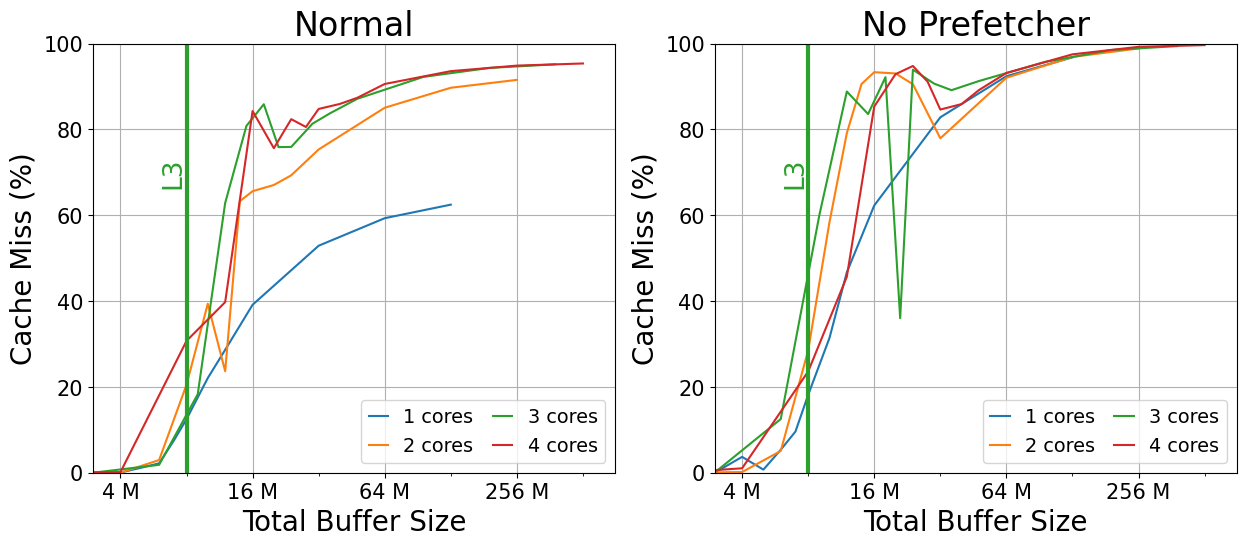 Normal
Cache Miss (%)
100
80
60
40
20
0
L3
1 cores
2 cores
3 cores
4 cores
4 M
16 M
64 M
256 M
Total Buffer Size
No Prefetcher
Cache Miss (%)
100
80
60
40
20
0
L3
1 cores
2 cores
3 cores
4 cores
4 M
16 M
64 M
256 M
Total Buffer Size